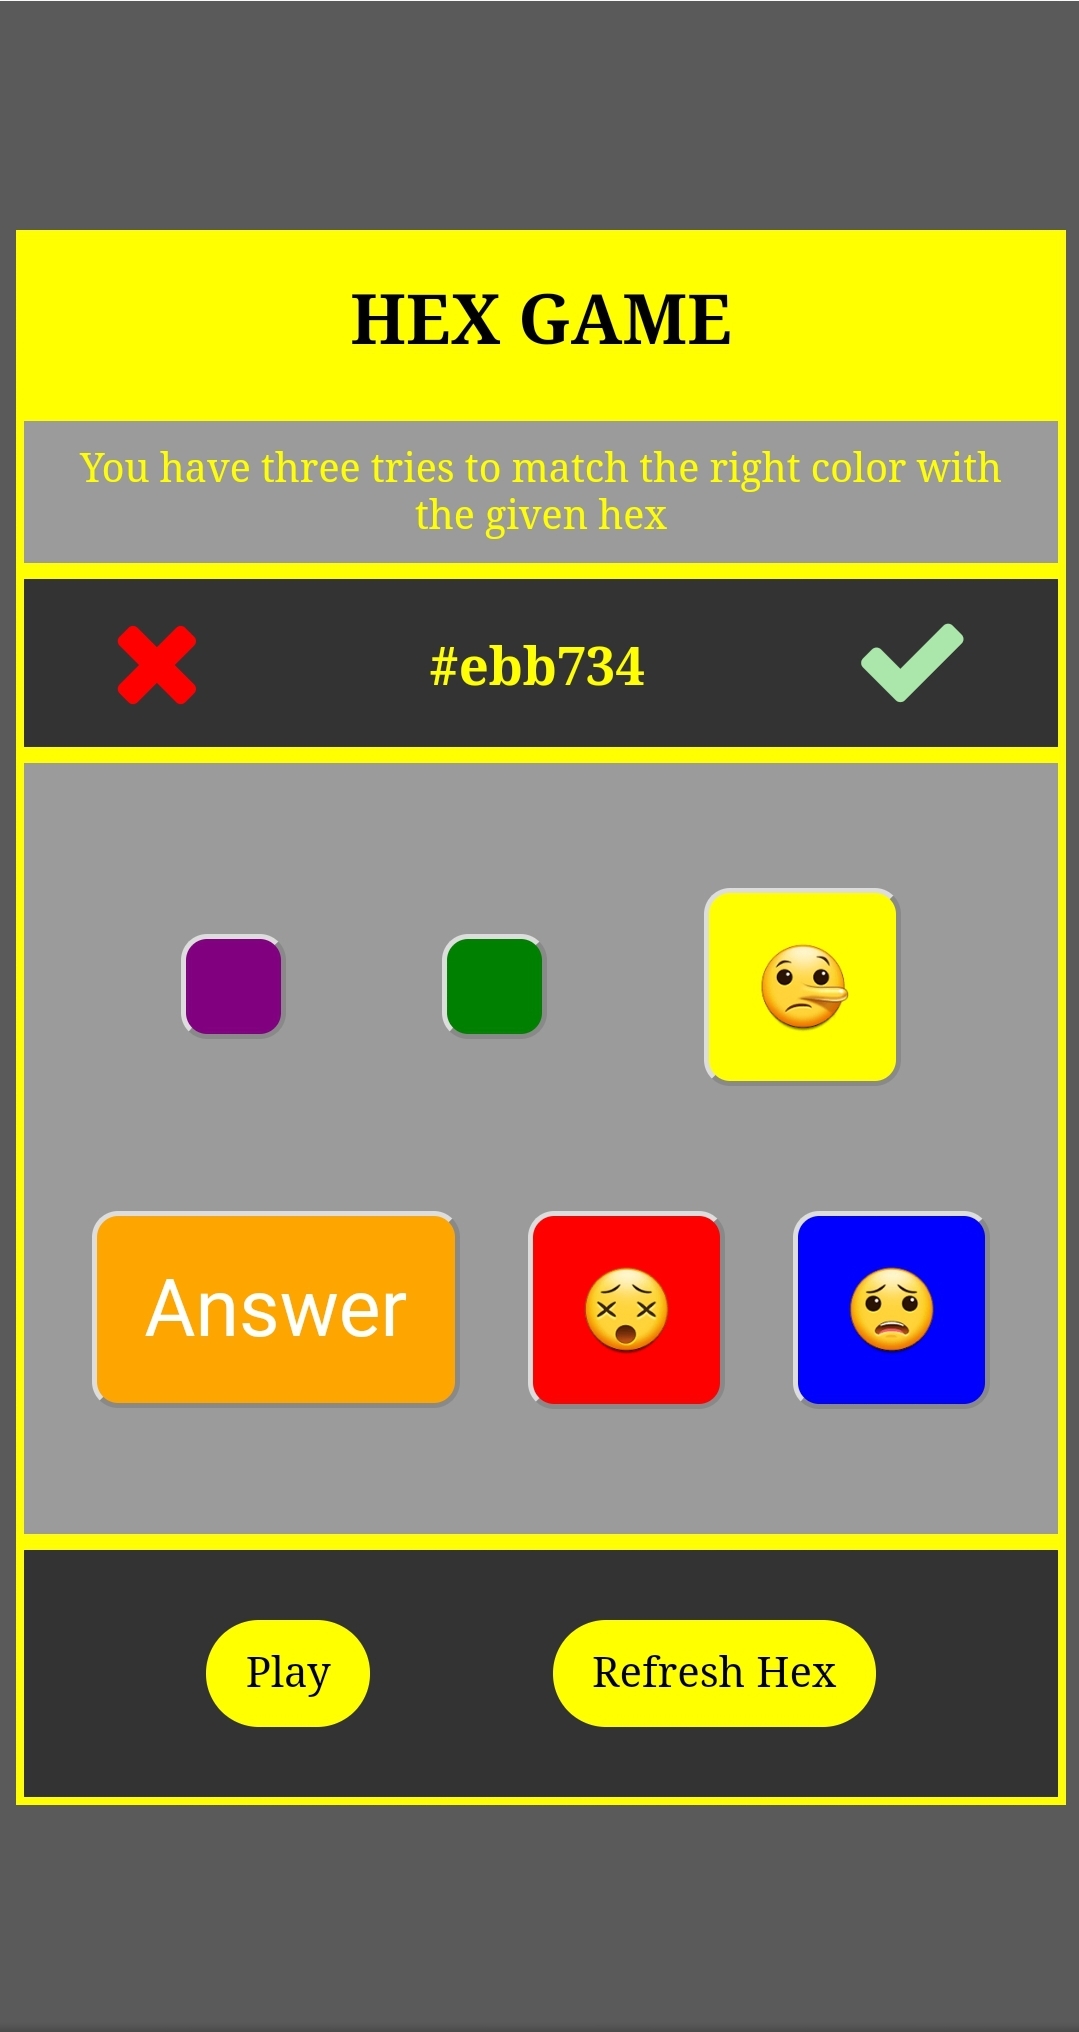 HEX GAME
You have three tries to match the right color with
the given hex
#ebb734
Answer
Play
Refresh Hex